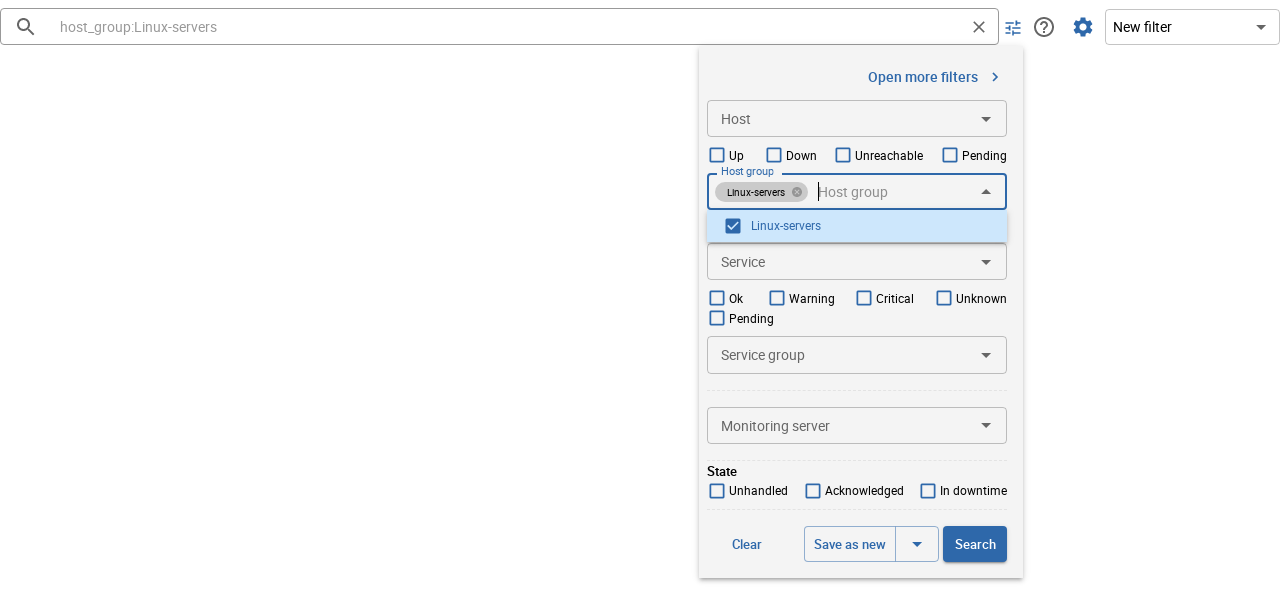 host_group:Linux-servers
New filter
Open more filters
Host
Up Down Unreachable Pending
Host group
Linux-servers Host group
Linux-servers
Service
Ok Warning Critical Unknown
Pending
Service group
Monitoring server
State
Unhandled Acknowledged In downtime
Clear Save as new Search